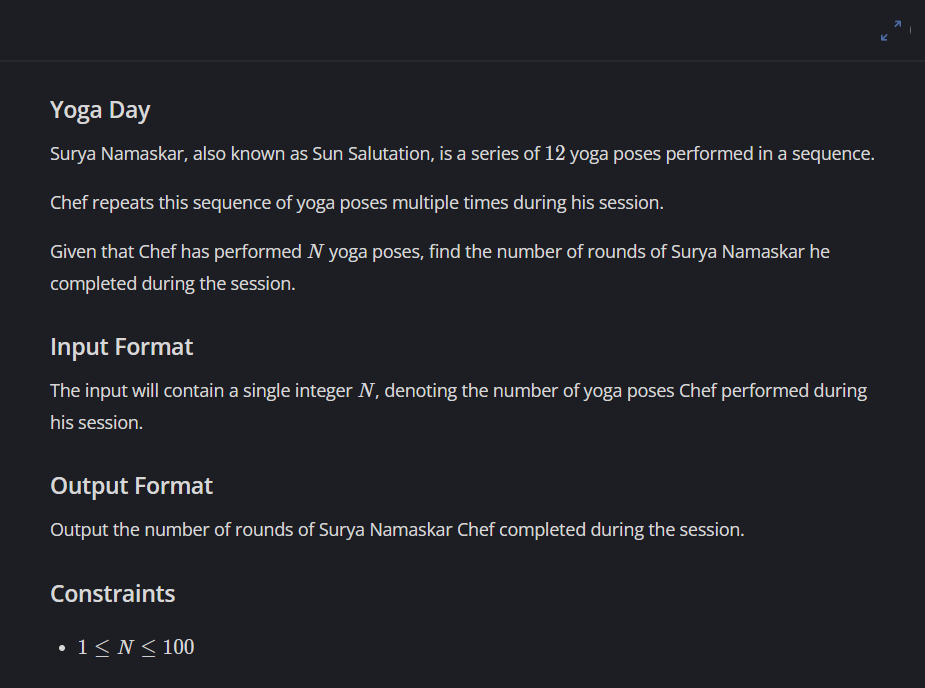 Yoga Day
Surya Namaskar, also known as Sun Salutation, is a series of 12 yoga poses performed in a sequence.
Chef repeats this sequence of yoga poses multiple times during his session.
Given that Chef has performed N yoga poses, find the number of rounds of Surya Namaskar he
completed during the session.
Input Format
The input will contain a single integer N, denoting the number of yoga poses Chef performed during
his session.
Output Format
Output the number of rounds of Surya Namaskar Chef completed during the session.
Constraints
• 1 ≤ N ≤ 100